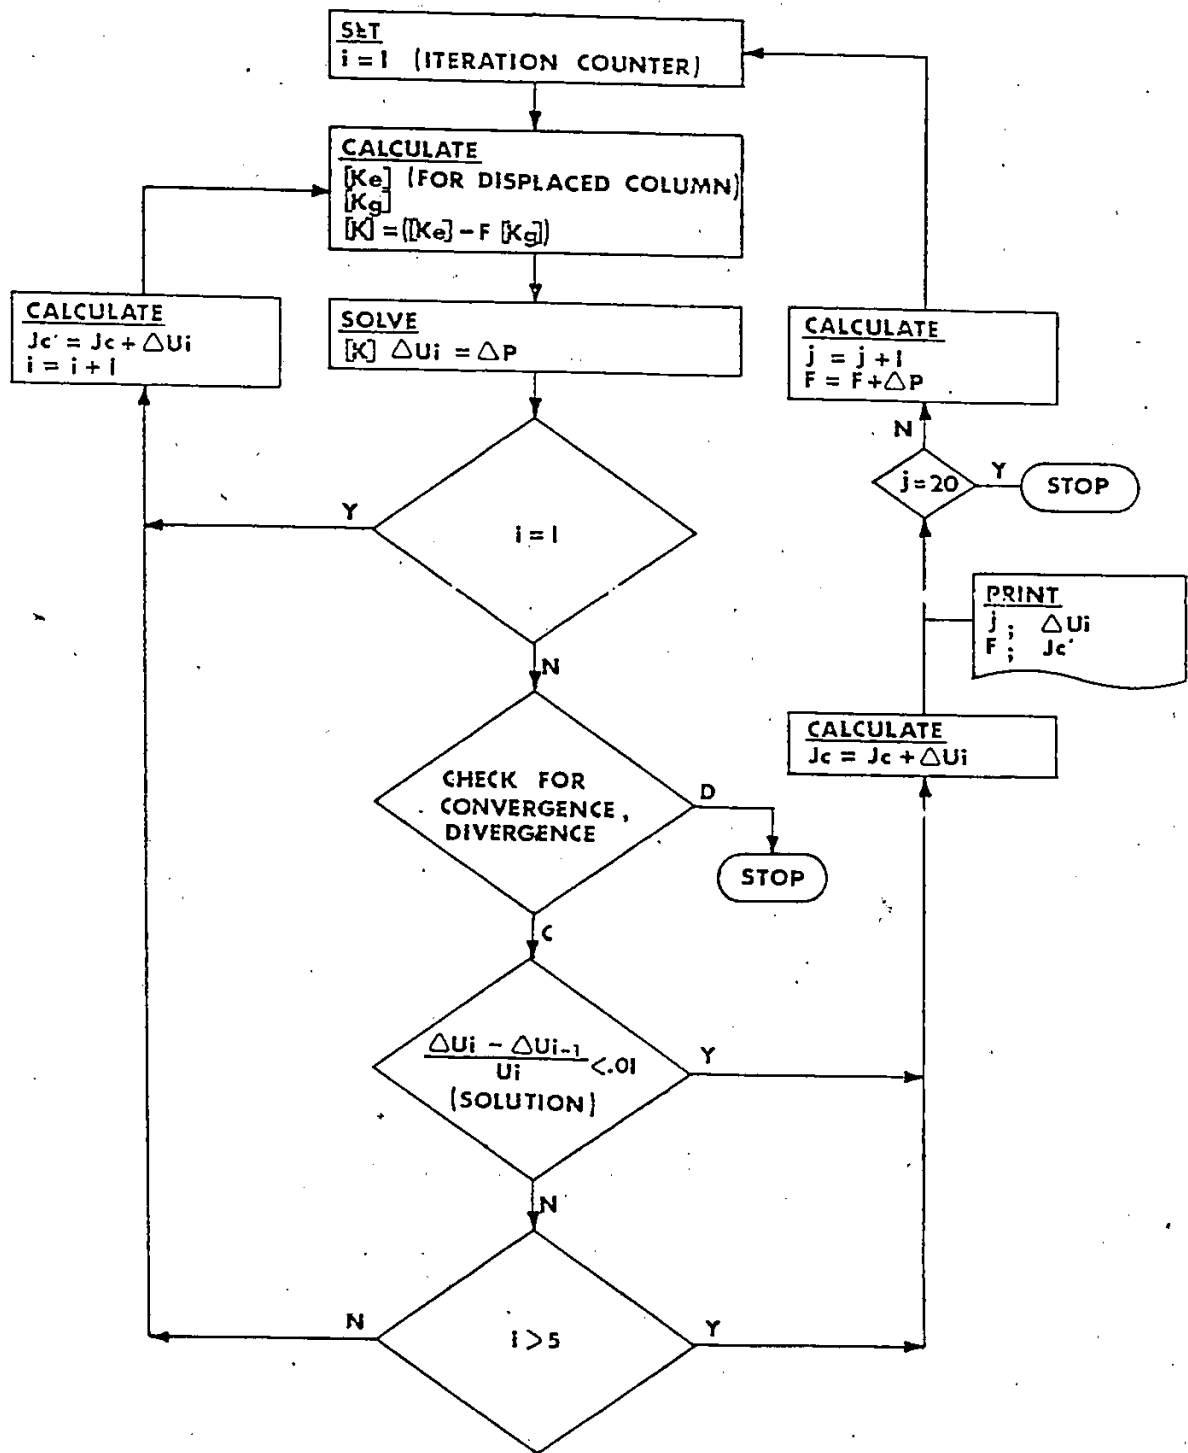 SET
i = 1 (ITERATION COUNTER)
CALCULATE
[Ke] (FOR DISPLACED COLUMN)
[Kg]
[K] = ([Ke] - F [Kg])
CALCULATE
Jc' = Jc + △Ui
i = i + 1
SOLVE
[K] △Ui = △P
CALCULATE
j = j + 1
F = F + △P
N
j = 20
Y
STOP
Y
i = 1
N
PRINT
j ; △Ui
F ; Jc'
CALCULATE
Jc = Jc + △Ui
CHECK FOR
CONVERGENCE,
DIVERGENCE
D
STOP
C
△Ui - △Ui-1
Ui
<.01
(SOLUTION)
Y
N
N
i > 5
Y